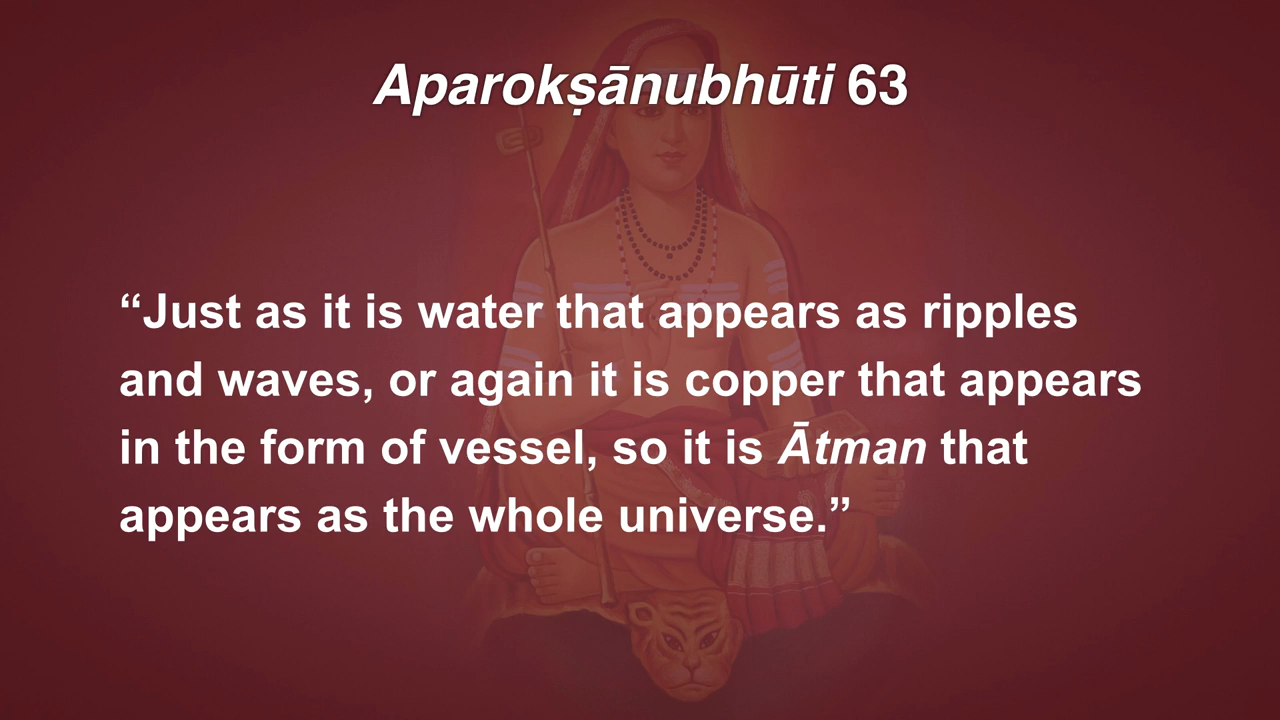 Aparokṣānubhūti 63
“Just as it is water that appears as ripples
and waves, or again it is copper that appears
in the form of vessel, so it is Ātman that
appears as the whole universe.”